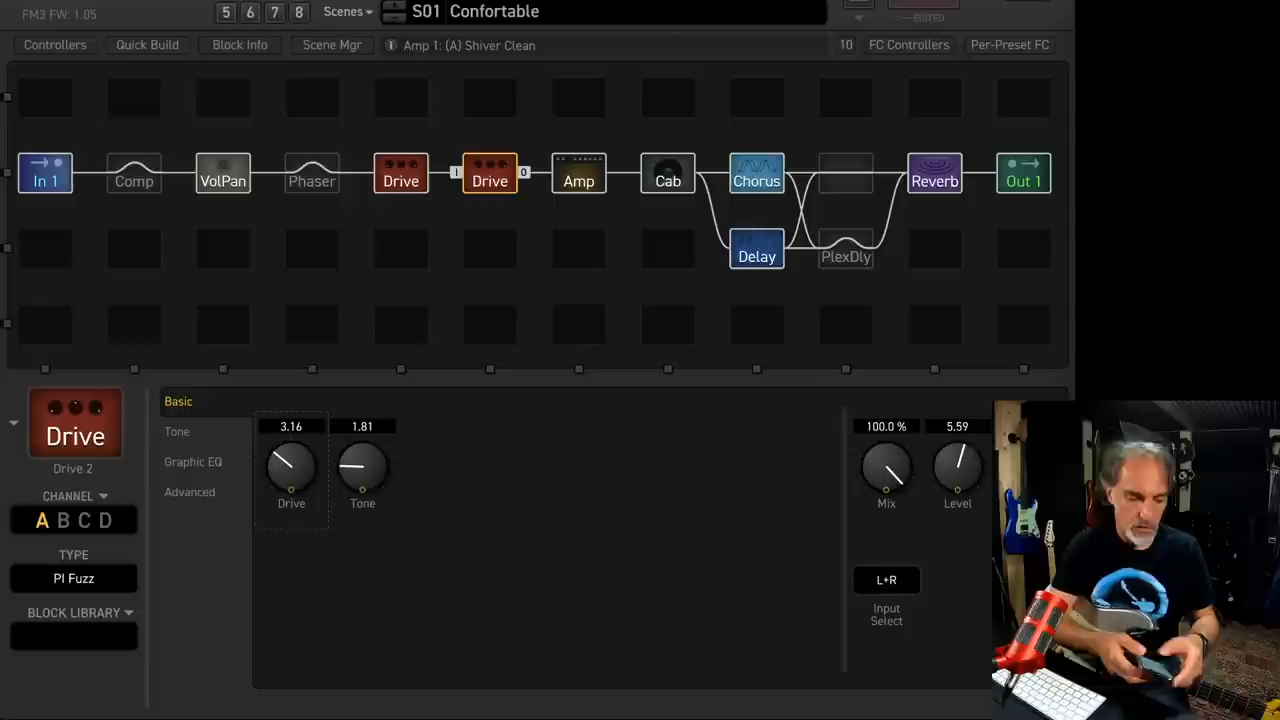 FM3 FW: 1.05
5 6 7 8 Scenes S01 Confortable
EDITED
Controllers Quick Build Block Info Scene Mgr Amp 1: (A) Shiver Clean 10 FC Controllers Per-Preset FC
In 1 Comp VolPan Phaser Drive I Drive O Amp Cab Chorus Reverb Out 1
Delay PlexDly
Drive
Drive 2
CHANNEL
A B C D
TYPE
PI Fuzz
BLOCK LIBRARY
Basic
Tone
Graphic EQ
Advanced
3.16 1.81
Drive Tone
100.0 % 5.59
Mix Level
L+R
Input
Select